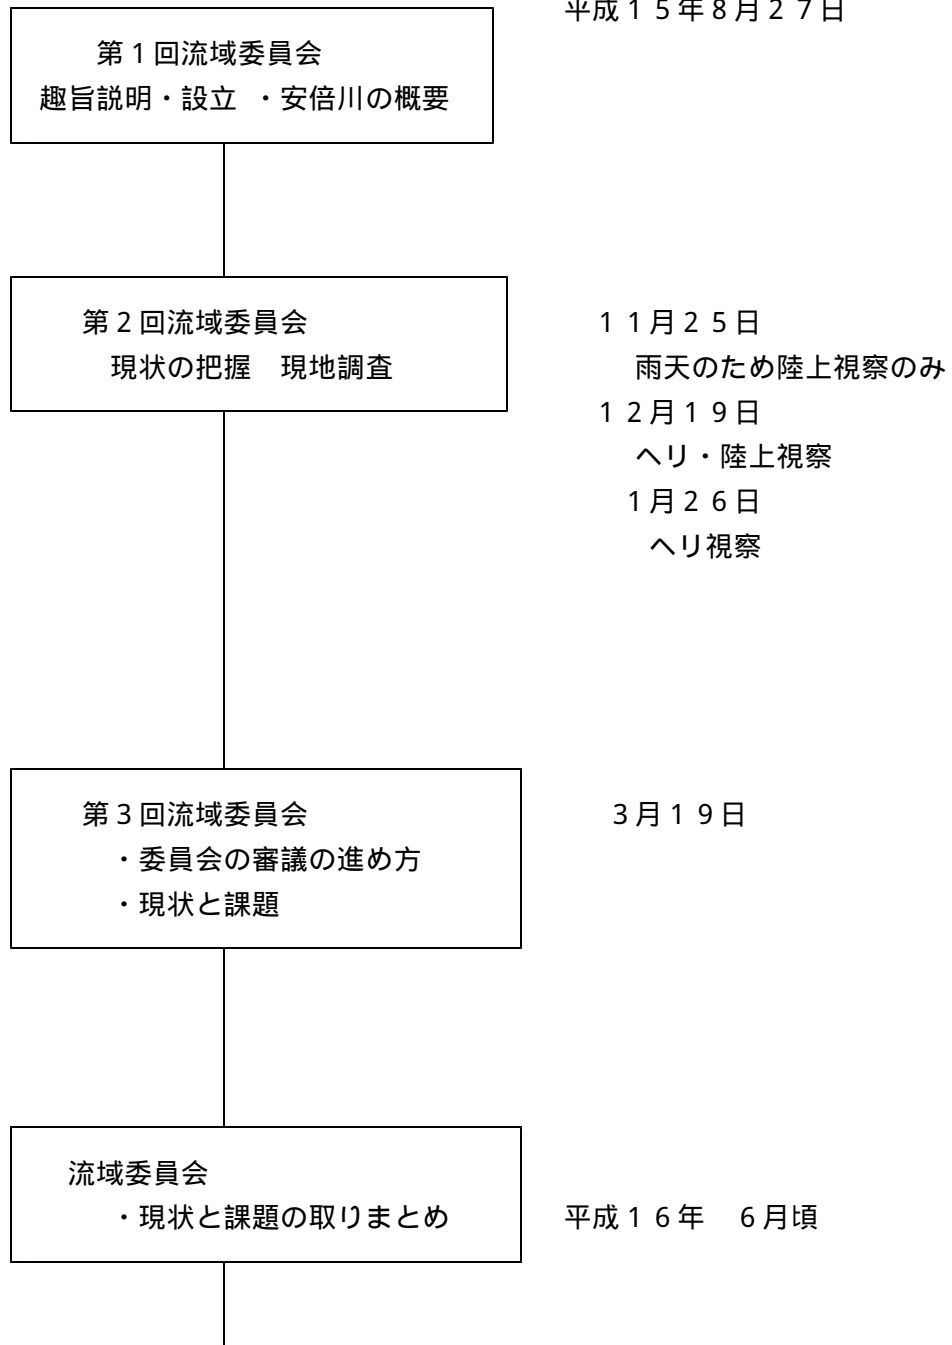 平成１５年８月２７日
第１回流域委員会
趣旨説明・設立　・安倍川の概要
第２回流域委員会
現状の把握　現地調査
１１月２５日
雨天のため陸上視察のみ
１２月１９日
ヘリ・陸上視察
１月２６日
ヘリ視察
第３回流域委員会
・委員会の審議の進め方
・現状と課題
３月１９日
流域委員会
・現状と課題の取りまとめ
平成１６年　６月頃